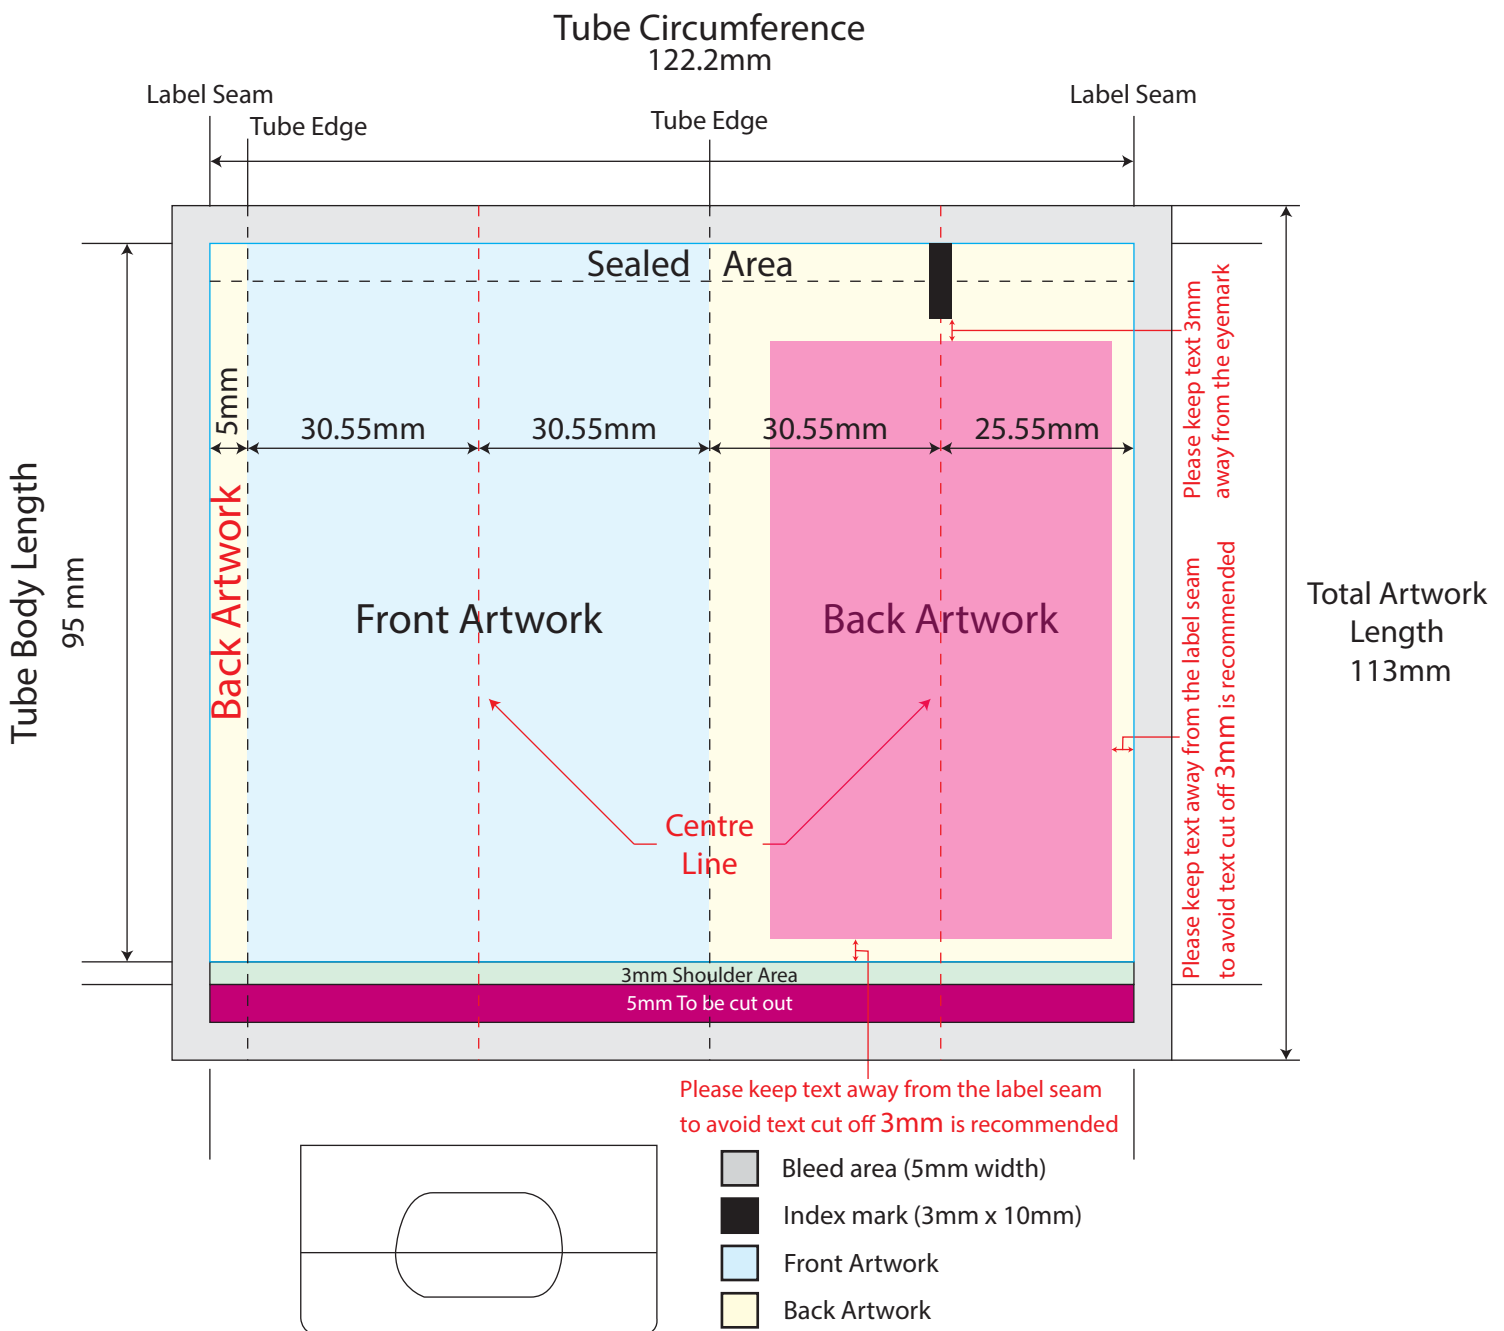 Tube Circumference
122.2mm
Label Seam
Label Seam
Tube Edge
Tube Edge
Sealed Area
Please keep text 3mm
away from the eyemark
5mm
30.55mm
30.55mm
30.55mm
25.55mm
Tube Body Length
95 mm
Back Artwork
Front Artwork
Back Artwork
Please keep text away from the label seam
to avoid text cut off 3mm is recommended
Total Artwork
Length
113mm
Centre
Line
3mm Shoulder Area
5mm To be cut out
Please keep text away from the label seam
to avoid text cut off 3mm is recommended
Bleed area (5mm width)
Index mark (3mm x 10mm)
Front Artwork
Back Artwork